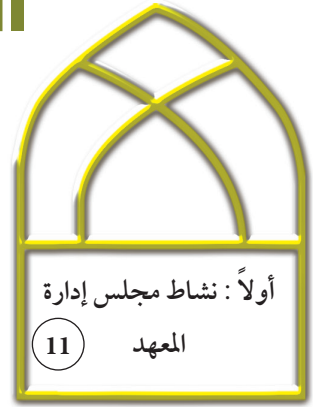 أولاً : نشاط مجلس إدارة
المعهد
11